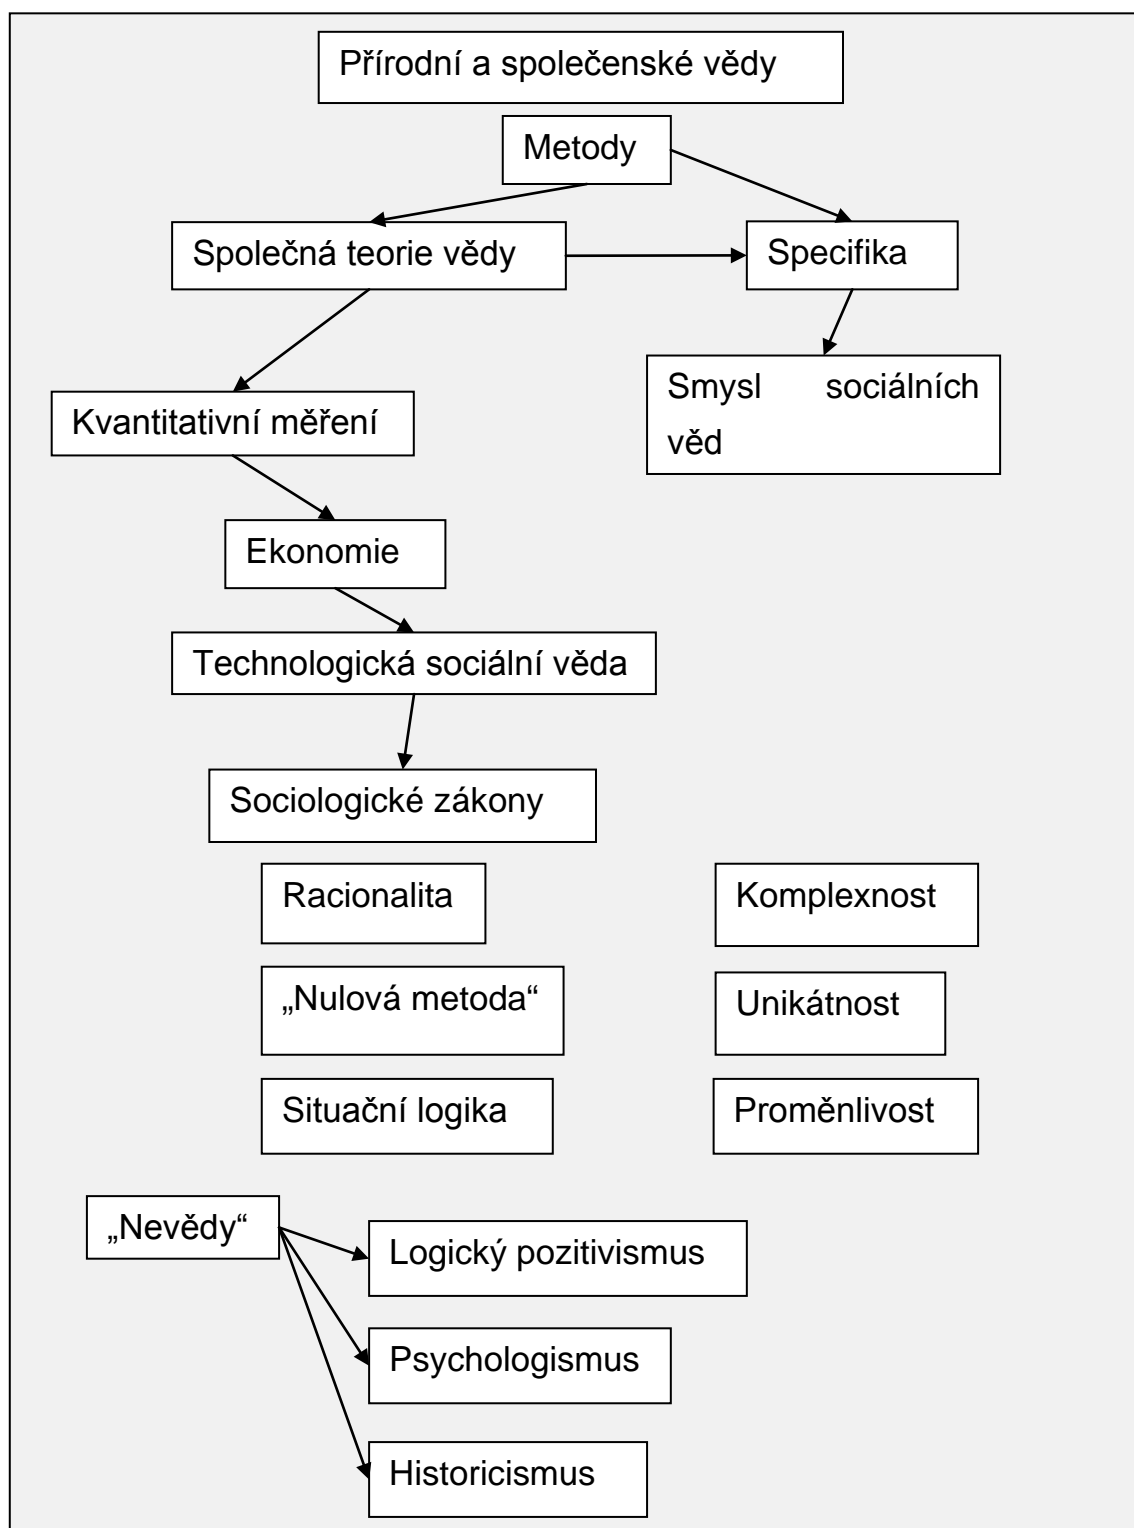 Přírodní a společenské vědy
Metody
Společná teorie vědy
Specifika
Smysl sociálních
věd
Kvantitativní měření
Ekonomie
Technologická sociální věda
Sociologické zákony
Racionalita
Komplexnost
„Nulová metoda“
Unikátnost
Situační logika
Proměnlivost
„Nevědy“
Logický pozitivismus
Psychologismus
Historicismus